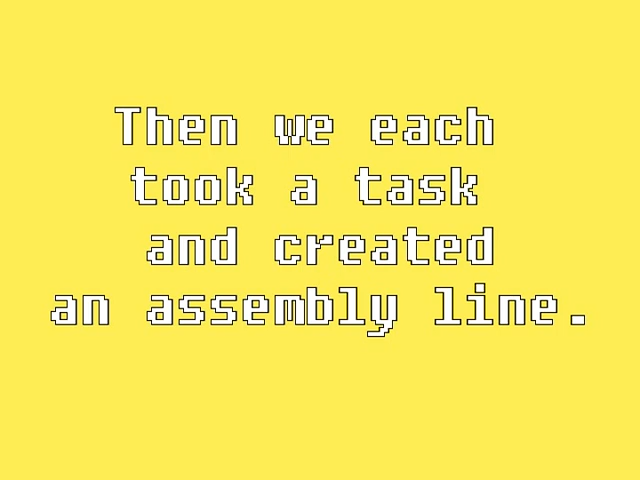 Then we each
took a task
and created
an assembly line.